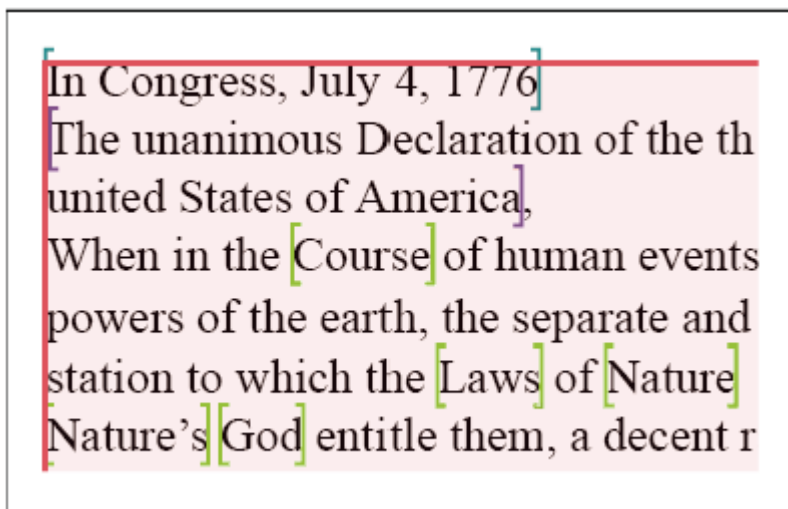 In Congress, July 4, 1776
The unanimous Declaration of the th
united States of America,
When in the Course of human events
powers of the earth, the separate and
station to which the Laws of Nature
Nature’s God entitle them, a decent r